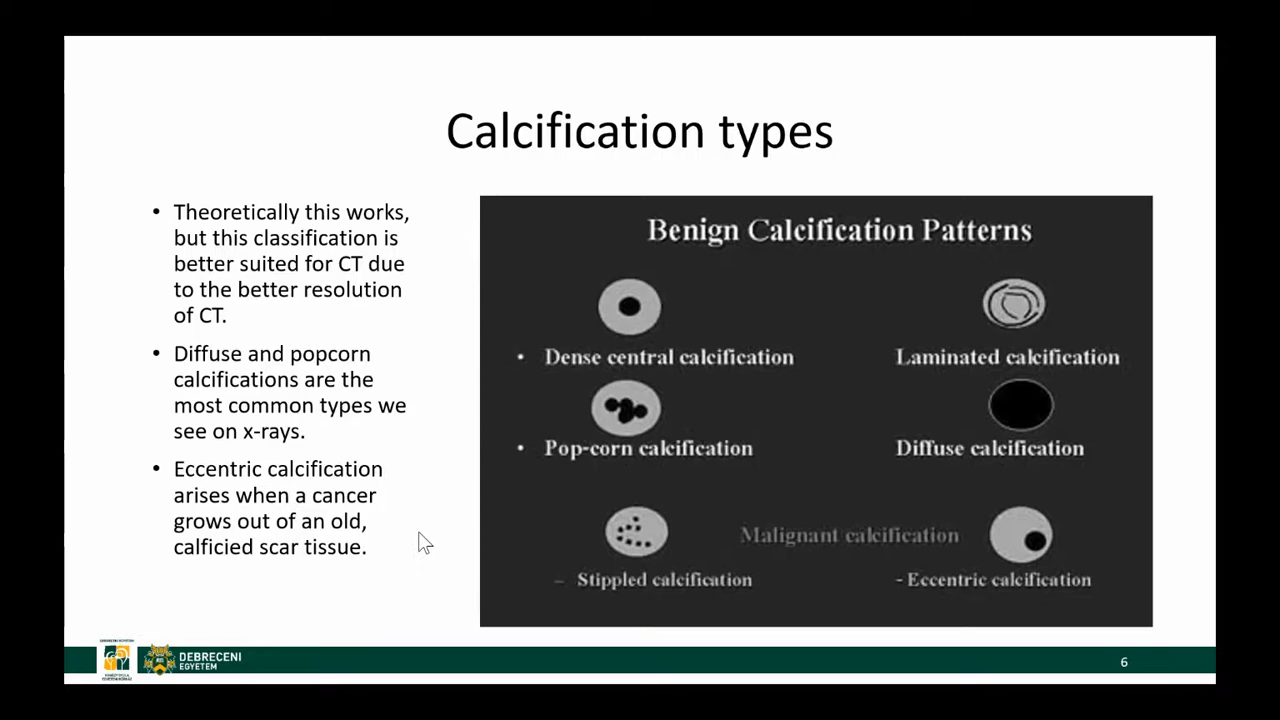 Calcification types
• Theoretically this works,
but this classification is
better suited for CT due
to the better resolution
of CT.
• Diffuse and popcorn
calcifications are the
most common types we
see on x-rays.
• Eccentric calcification
arises when a cancer
grows out of an old,
calficied scar tissue.
Benign Calcification Patterns
• Dense central calcification
Laminated calcification
• Pop-corn calcification
Diffuse calcification
Malignant calcification
– Stippled calcification
- Eccentric calcification
DEBRECENI
EGYETEM
6